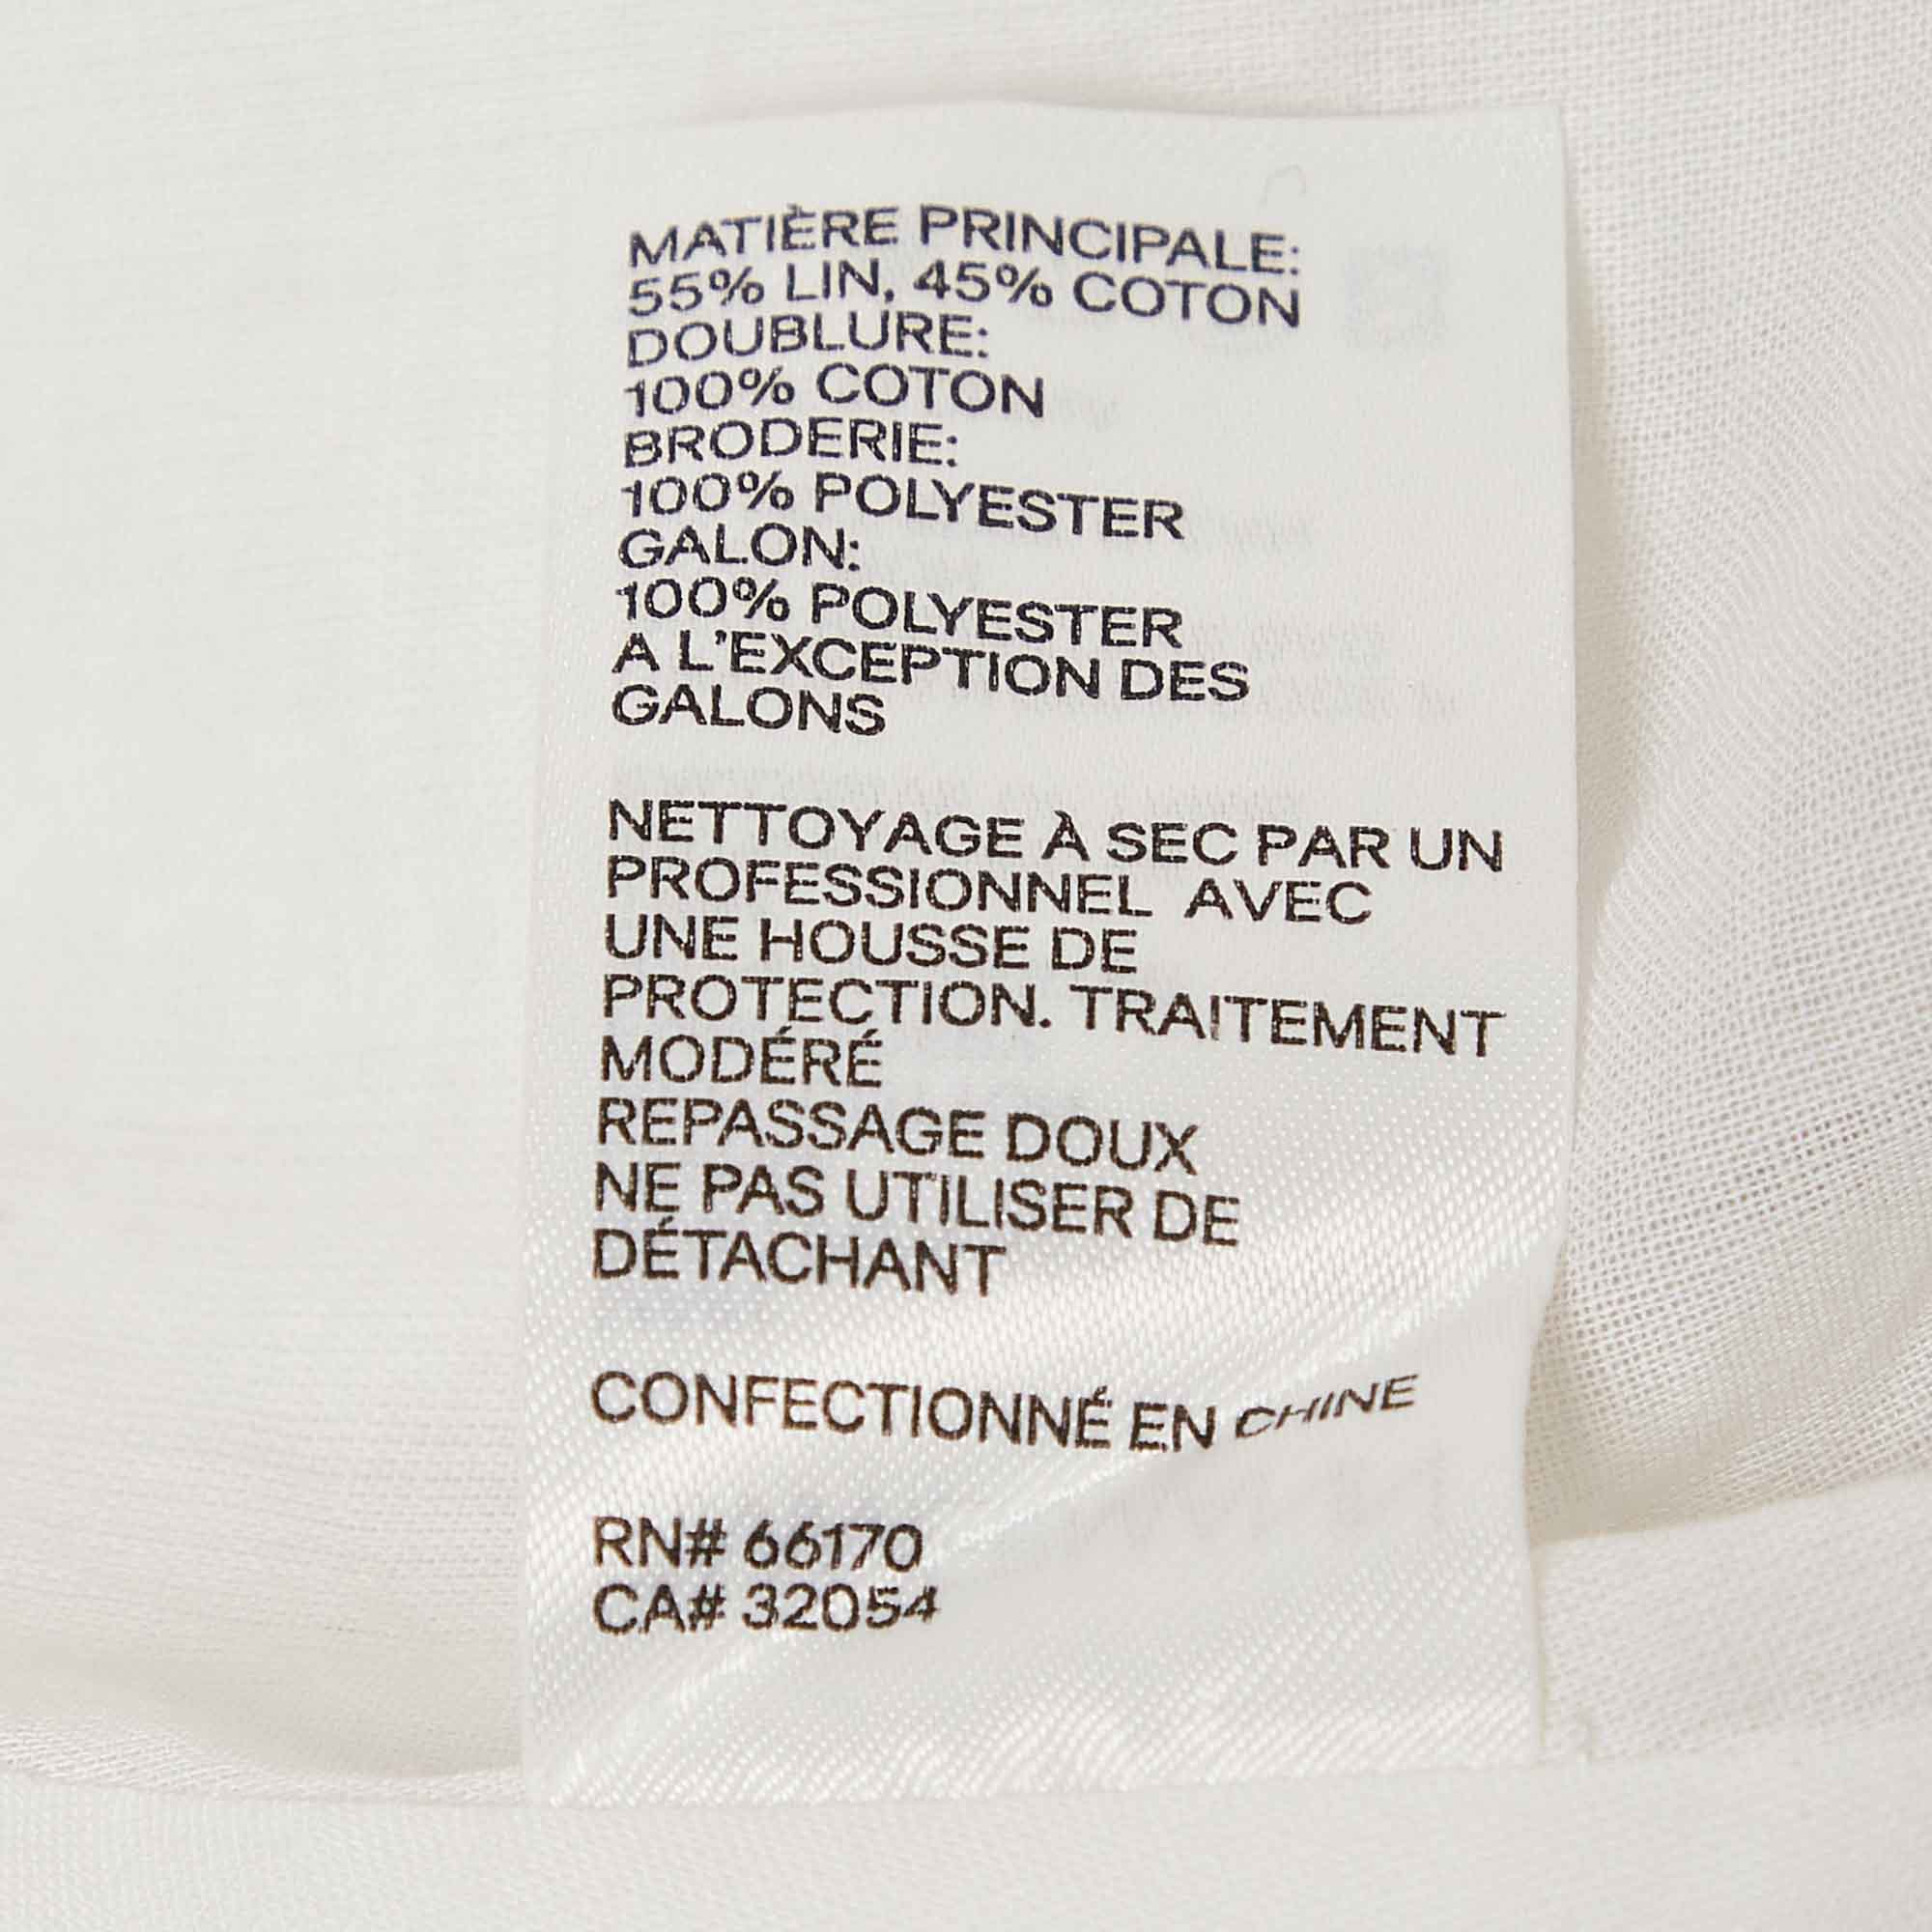 MATIÈRE PRINCIPALE:
55% LIN, 45% COTON
DOUBLURE:
100% COTON
BRODERIE:
100% POLYESTER
GALON:
100% POLYESTER
A L'EXCEPTION DES
GALONS
NETTOYAGE À SEC PAR UN
PROFESSIONNEL AVEC
UNE HOUSSE DE
PROTECTION. TRAITEMENT
MODÉRÉ
REPASSAGE DOUX
NE PAS UTILISER DE
DÉTACHANT
CONFECTIONNÉ EN CHINE
RN# 66170
CA# 32054